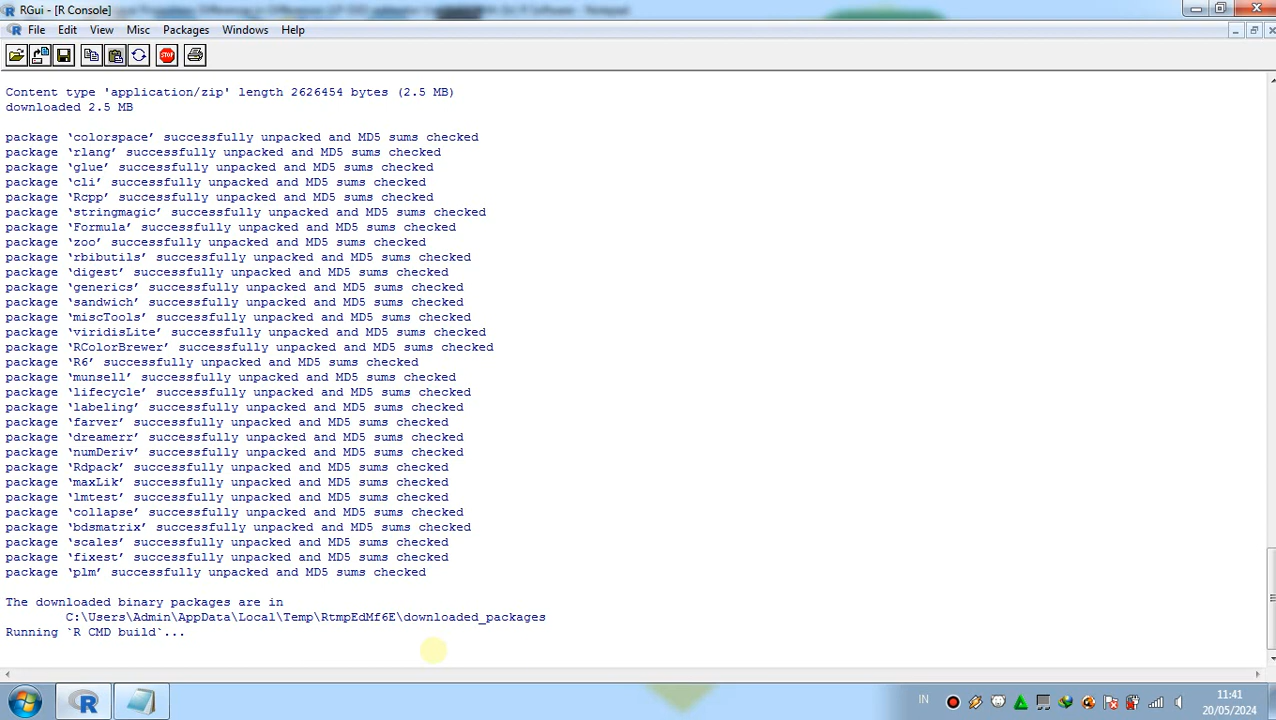 RGui - [R Console]
File Edit View Misc Packages Windows Help
STOP
Content type 'application/zip' length 2626454 bytes (2.5 MB)
downloaded 2.5 MB
package ‘colorspace’ successfully unpacked and MD5 sums checked
package ‘rlang’ successfully unpacked and MD5 sums checked
package ‘glue’ successfully unpacked and MD5 sums checked
package ‘cli’ successfully unpacked and MD5 sums checked
package ‘Rcpp’ successfully unpacked and MD5 sums checked
package ‘stringmagic’ successfully unpacked and MD5 sums checked
package ‘Formula’ successfully unpacked and MD5 sums checked
package ‘zoo’ successfully unpacked and MD5 sums checked
package ‘rbibutils’ successfully unpacked and MD5 sums checked
package ‘digest’ successfully unpacked and MD5 sums checked
package ‘generics’ successfully unpacked and MD5 sums checked
package ‘sandwich’ successfully unpacked and MD5 sums checked
package ‘miscTools’ successfully unpacked and MD5 sums checked
package ‘viridisLite’ successfully unpacked and MD5 sums checked
package ‘RColorBrewer’ successfully unpacked and MD5 sums checked
package ‘R6’ successfully unpacked and MD5 sums checked
package ‘munsell’ successfully unpacked and MD5 sums checked
package ‘lifecycle’ successfully unpacked and MD5 sums checked
package ‘labeling’ successfully unpacked and MD5 sums checked
package ‘farver’ successfully unpacked and MD5 sums checked
package ‘dreamerr’ successfully unpacked and MD5 sums checked
package ‘numDeriv’ successfully unpacked and MD5 sums checked
package ‘Rdpack’ successfully unpacked and MD5 sums checked
package ‘maxLik’ successfully unpacked and MD5 sums checked
package ‘lmtest’ successfully unpacked and MD5 sums checked
package ‘collapse’ successfully unpacked and MD5 sums checked
package ‘bdsmatrix’ successfully unpacked and MD5 sums checked
package ‘scales’ successfully unpacked and MD5 sums checked
package ‘fixest’ successfully unpacked and MD5 sums checked
package ‘plm’ successfully unpacked and MD5 sums checked
The downloaded binary packages are in
C:\Users\Admin\AppData\Local\Temp\RtmpEdMf6E\downloaded_packages
Running `R CMD build`...
IN
11:41
20/05/2024